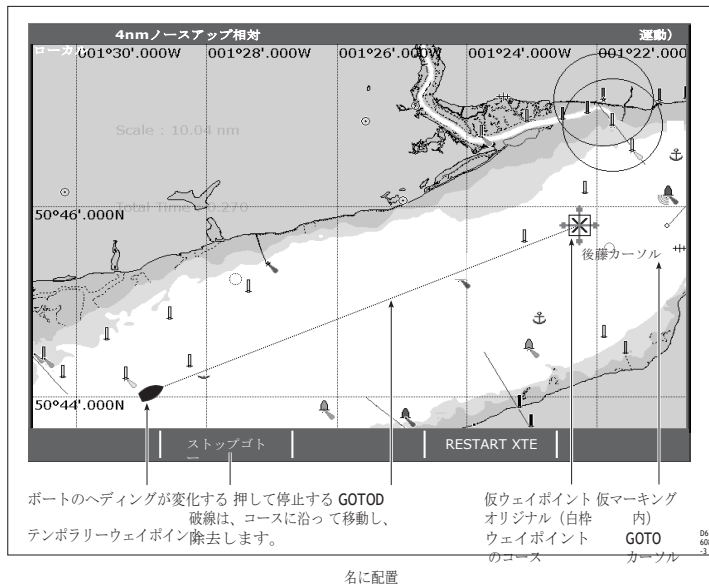 4nmノースアップ相対 運動)
ローカル
001°30'.000W 001°28'.000W 001°26'.000W 001°24'.000W 001°22'.000
Scale : 10.04 nm
Total Time : 0.270
50°46'.000N
後藤カーソル
50°44'.000N
ストップゴト
ー
RESTART XTE
ボートのヘディングが変化する 押して停止する GOTOD
破線は、コースに沿っ て移動し、
テンポラリーウェイポイン 除去します。
仮ウェイポイント 仮マーキング
オリジナル（白枠 内）
ウェイポイント GOTO
のコース カーソル
D6
608
-3
名に配置